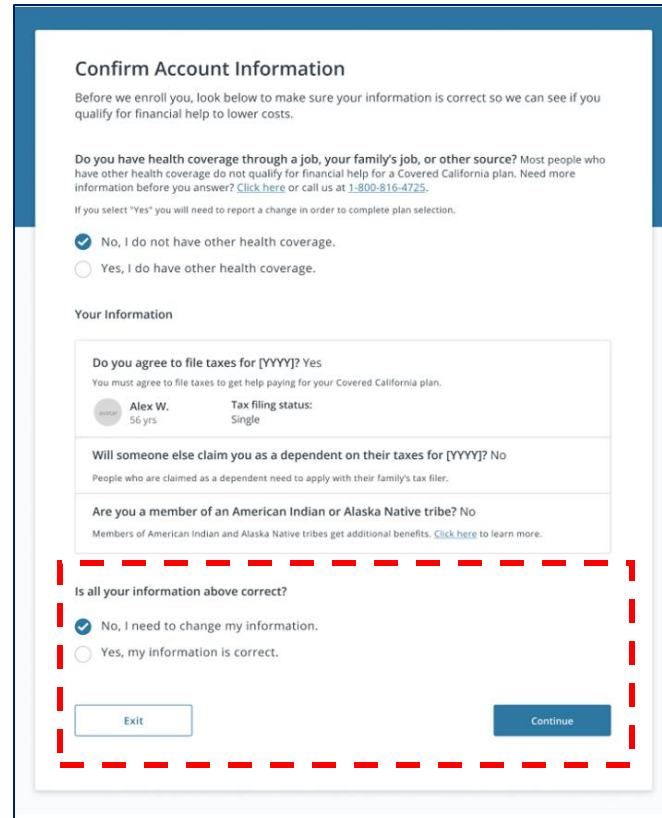 Confirm Account Information
Before we enroll you, look below to make sure your information is correct so we can see if you
qualify for financial help to lower costs.
Do you have health coverage through a job, your family's job, or other source? Most people who
have other health coverage do not qualify for financial help for a Covered California plan. Need more
information before you answer? Click here or call us at 1-800-816-4725.
If you select "Yes" you will need to report a change in order to complete plan selection.
No, I do not have other health coverage.
Yes, I do have other health coverage.
Your Information
Do you agree to file taxes for [YYYY]? Yes
You must agree to file taxes to get help paying for your Covered California plan.
avatar
Alex W.
56 yrs
Tax filing status:
Single
Will someone else claim you as a dependent on their taxes for [YYYY]? No
People who are claimed as a dependent need to apply with their family's tax filer.
Are you a member of an American Indian or Alaska Native tribe? No
Members of American Indian and Alaska Native tribes get additional benefits. Click here to learn more.
Is all your information above correct?
No, I need to change my information.
Yes, my information is correct.
Exit
Continue